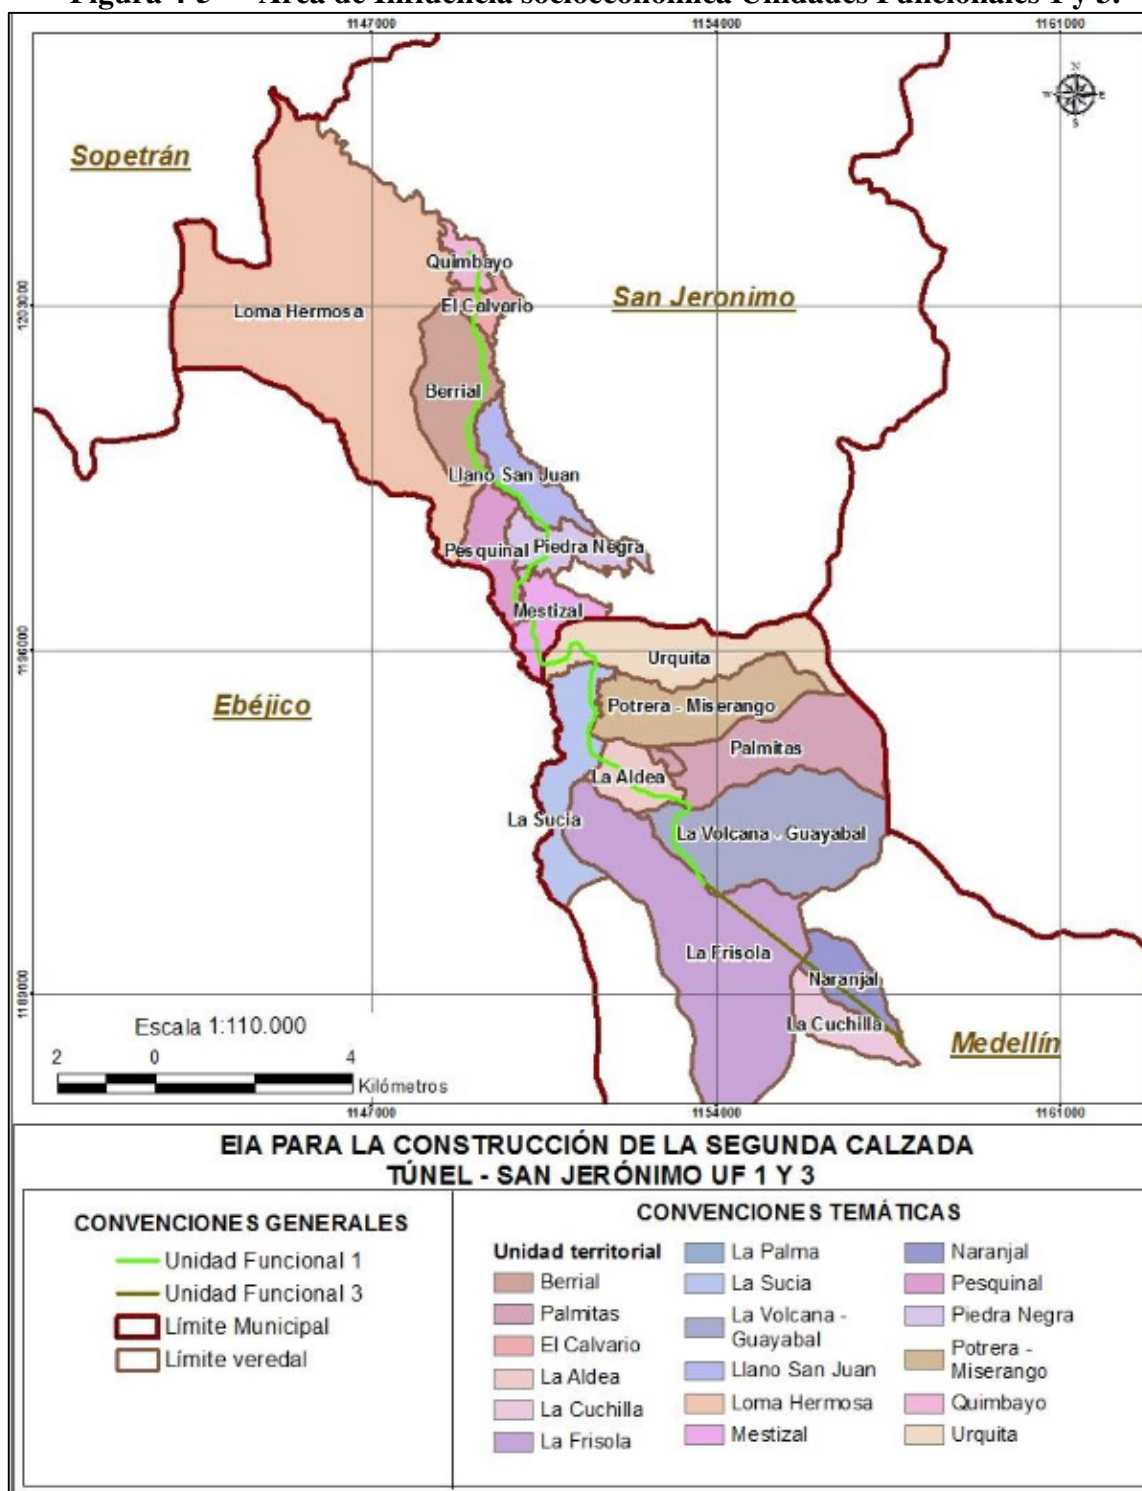 Figura 4-3 Área de Influencia socioeconómica Unidades Funcionales 1 y 3.
1147000 1154000 1161000
N
W E
S
Sopetrán
Quimbayo
San Jeronimo
1203000
Loma Hermosa
El Calvario
Berrial
Llano San Juan
Pesquinal
Piedra Negra
Mestizal
1196000
Urquita
Ebéjico
Potrera - Miserango
Palmitas
La Aldea
La Sucia
La Volcana - Guayabal
La Frisola
Naranjal
1189000
La Cuchilla
Medellín
Escala 1:110.000
2 0 4
Kilómetros
1147000 1154000 1161000
EIA PARA LA CONSTRUCCIÓN DE LA SEGUNDA CALZADA
TÚNEL - SAN JERÓNIMO UF 1 Y 3
CONVENCIONES GENERALES
Unidad Funcional 1
Unidad Funcional 3
Límite Municipal
Límite veredal
CONVENCIONES TEMÁTICAS
Unidad territorial
Berrial
Palmitas
El Calvario
La Aldea
La Cuchilla
La Frisola
La Palma
La Sucia
La Volcana -
Guayabal
Llano San Juan
Loma Hermosa
Mestizal
Naranjal
Pesquinal
Piedra Negra
Potrera -
Miserango
Quimbayo
Urquita